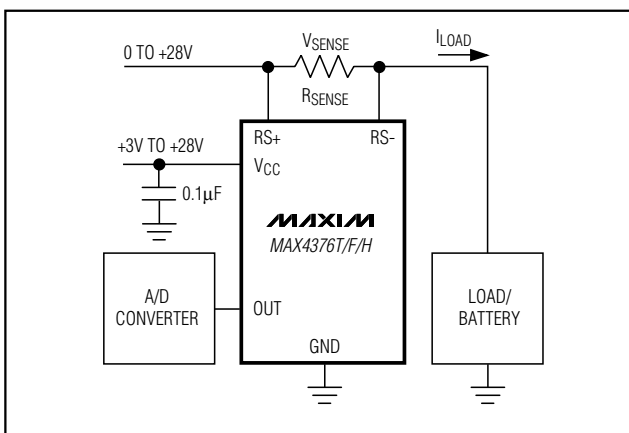 0 TO +28V
VSENSE
ILOAD
RSENSE
RS+
RS-
+3V TO +28V
VCC
0.1μF
MAXIM
MAX4376T/F/H
A/D
CONVERTER
OUT
LOAD/
BATTERY
GND